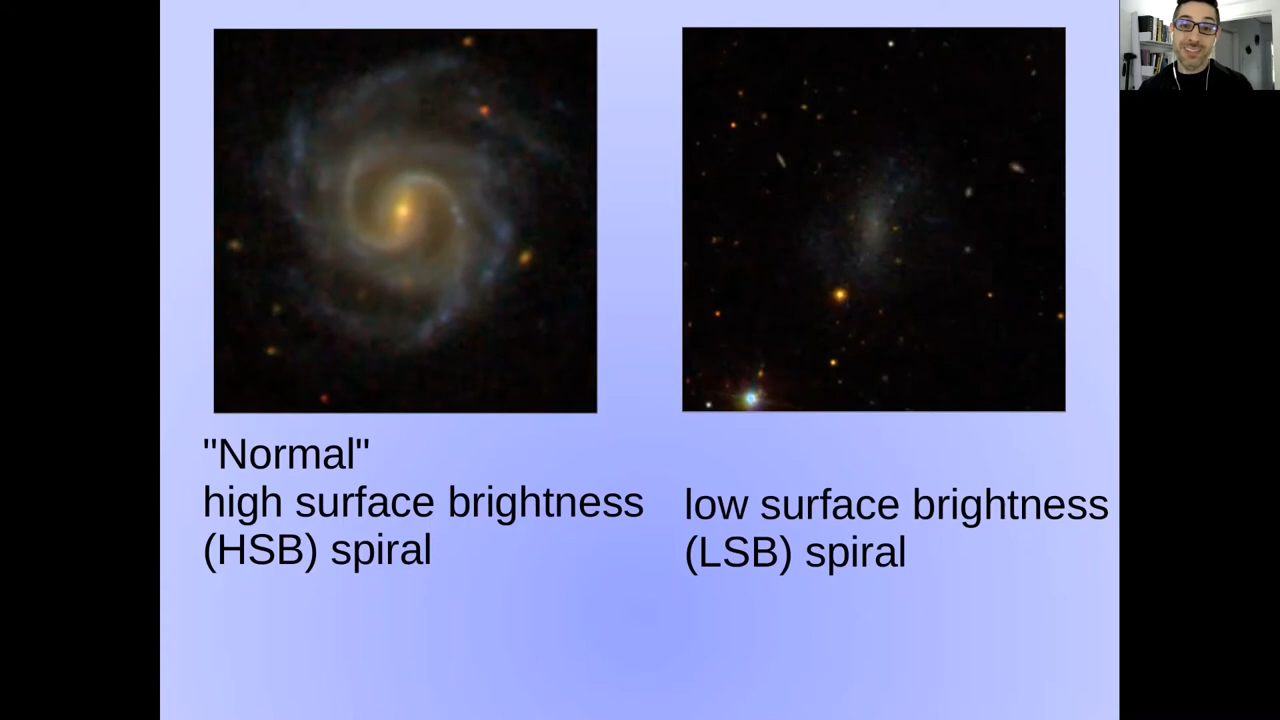 "Normal"
high surface brightness
(HSB) spiral
low surface brightness
(LSB) spiral